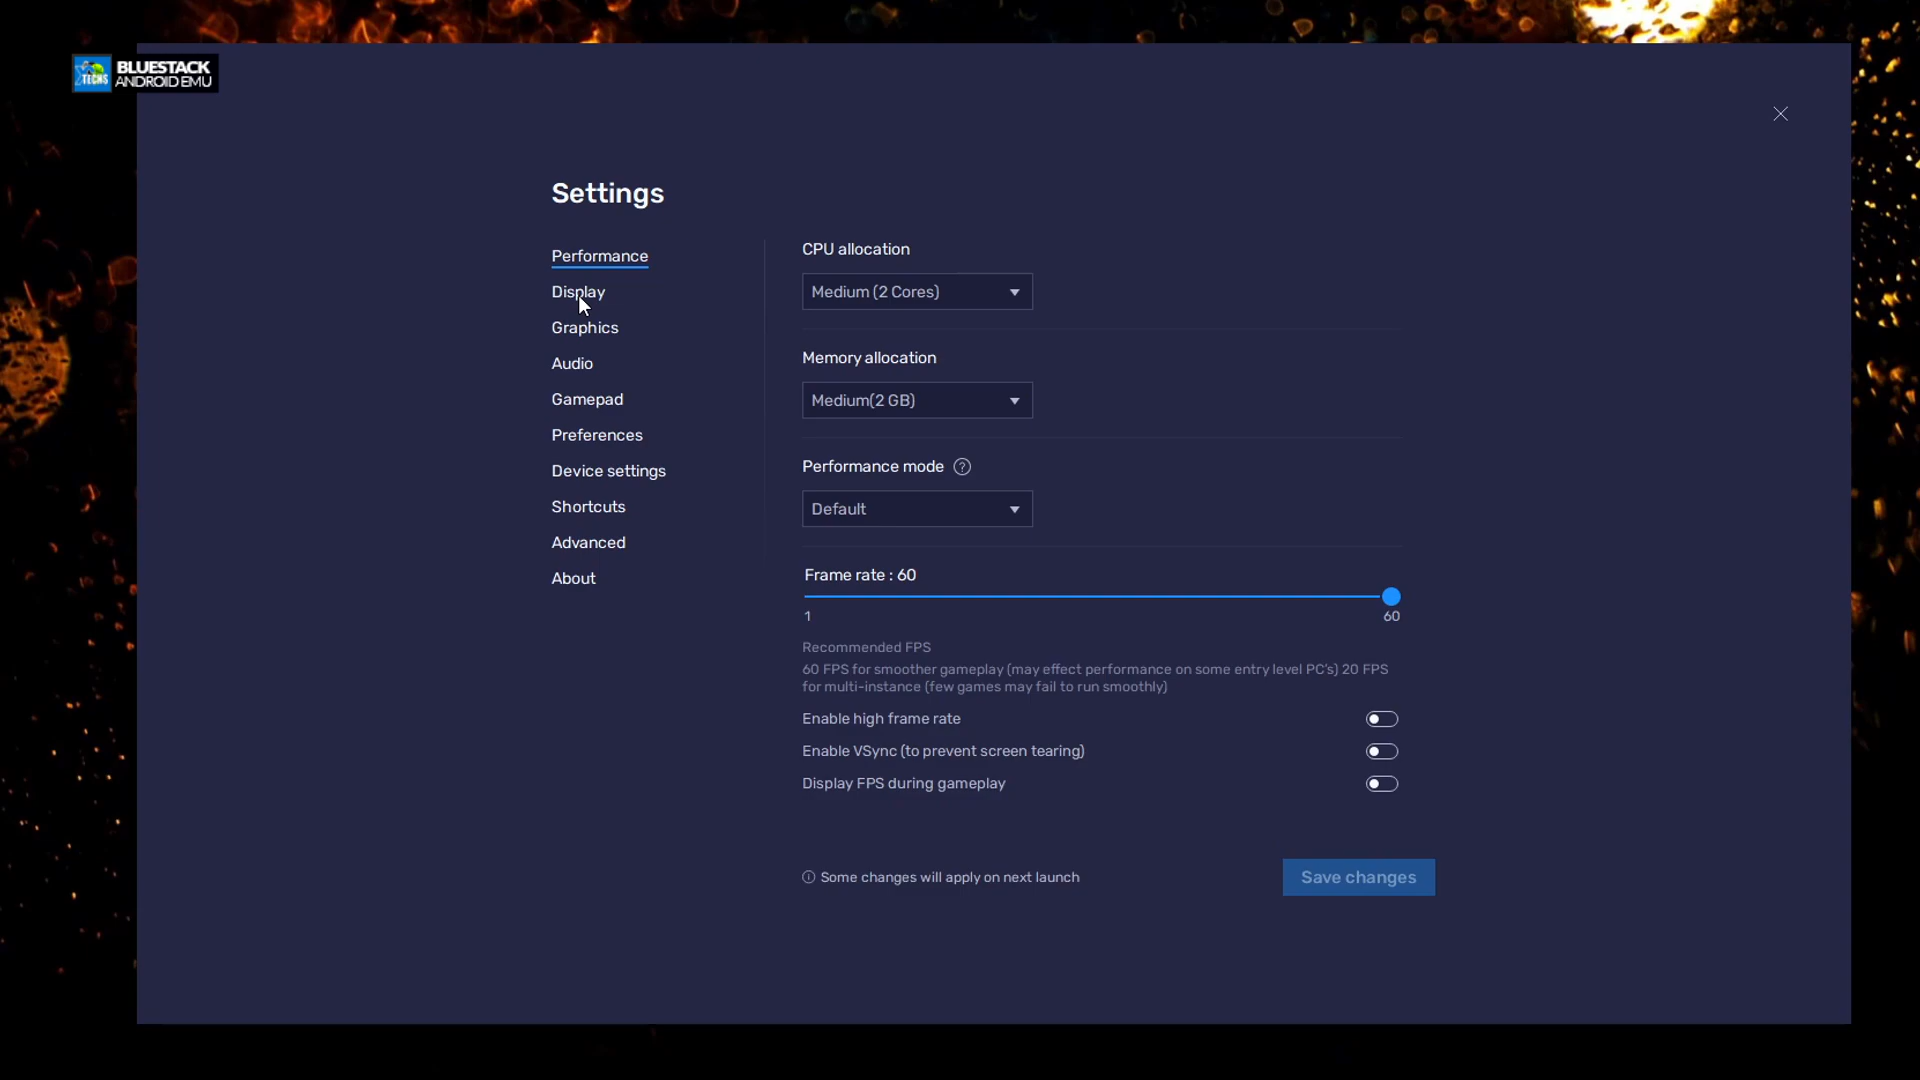 TECHS
BLUESTACK
ANDROID EMU
Settings
Performance
Display
Graphics
Audio
Gamepad
Preferences
Device settings
Shortcuts
Advanced
About
CPU allocation
Medium (2 Cores)
Memory allocation
Medium(2 GB)
Performance mode ?
Default
Frame rate : 60
1
60
Recommended FPS
60 FPS for smoother gameplay (may effect performance on some entry level PC's) 20 FPS
for multi-instance (few games may fail to run smoothly)
Enable high frame rate
Enable VSync (to prevent screen tearing)
Display FPS during gameplay
Some changes will apply on next launch
Save changes